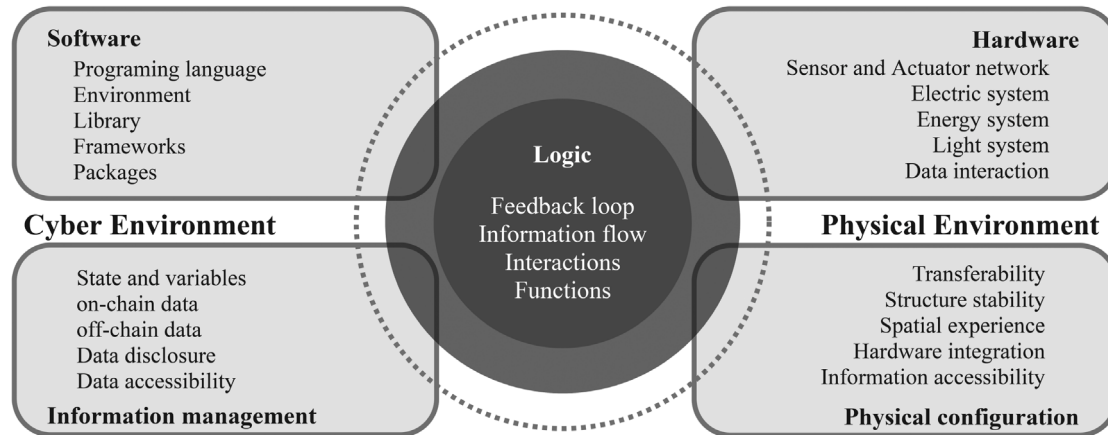 Software
Programing language
Environment
Library
Frameworks
Packages
Hardware
Sensor and Actuator network
Electric system
Energy system
Light system
Data interaction
Logic
Feedback loop
Information flow
Interactions
Functions
Cyber Environment
Physical Environment
State and variables
on-chain data
off-chain data
Data disclosure
Data accessibility
Information management
Transferability
Structure stability
Spatial experience
Hardware integration
Information accessibility
Physical configuration